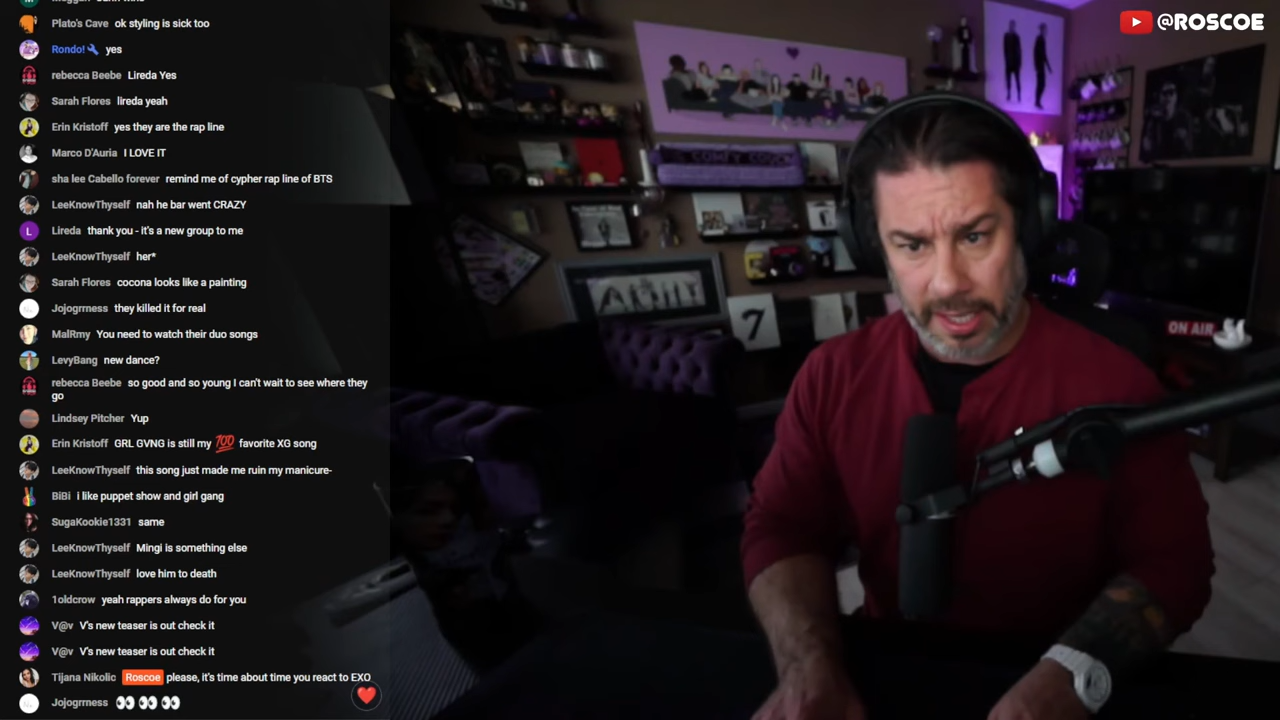 Plato's Cave ok styling is sick too
Rondo! yes
rebecca Beebe Lireda Yes
Sarah Flores lireda yeah
Erin Kristoff yes they are the rap line
Marco D'Auria I LOVE IT
sha lee Cabello forever remind me of cypher rap line of BTS
LeeKnowThyself nah he bar went CRAZY
L Lireda thank you - it's a new group to me
LeeKnowThyself her*
Sarah Flores cocona looks like a painting
Jojogrrness they killed it for real
MalRmy You need to watch their duo songs
LevyBang new dance?
rebecca Beebe so good and so young I can't wait to see where they
go
Lindsey Pitcher Yup
Erin Kristoff GRL GVNG is still my 💯 favorite XG song
LeeKnowThyself this song just made me ruin my manicure-
BiBi i like puppet show and girl gang
SugaKookie1331 same
LeeKnowThyself Mingi is something else
LeeKnowThyself love him to death
1oldcrow yeah rappers always do for you
V@v V's new teaser is out check it
V@v V's new teaser is out check it
Tijana Nikolic Roscoe please, it's time about time you react to EXO
Jojogrrness 👀 👀 👀
@ROSCOE
COMFY COUCH
7
ON AIR